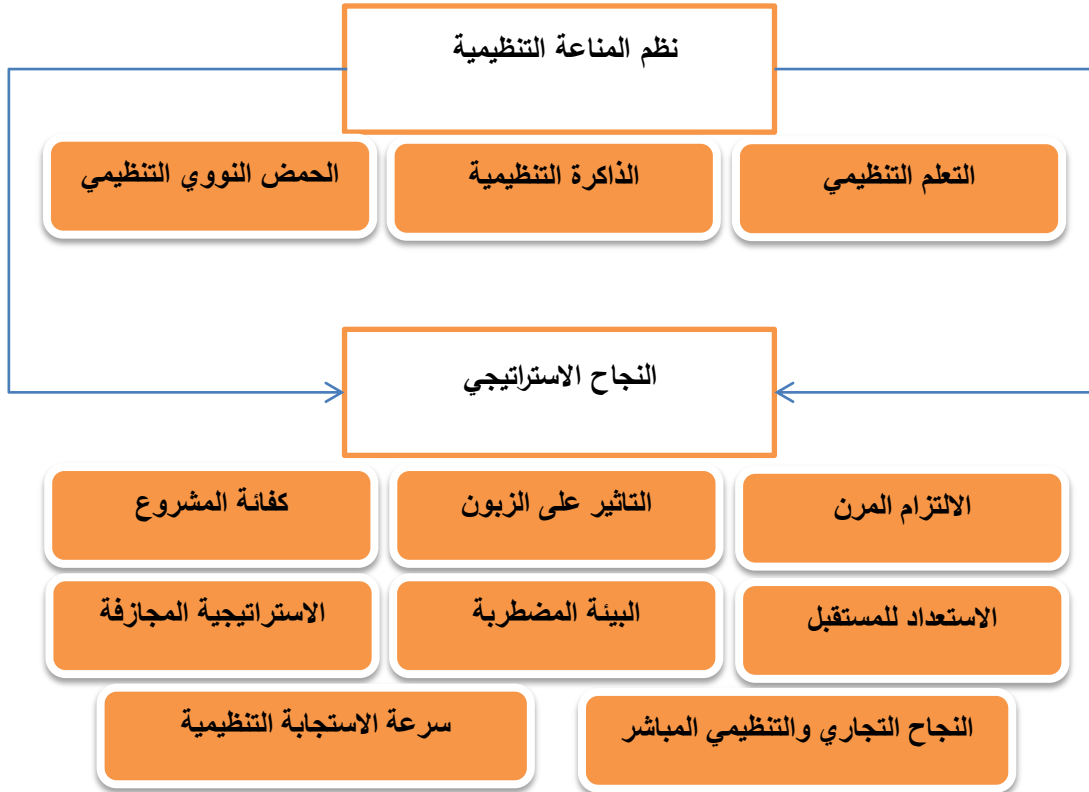 نظم المناعة التنظيمية
التعلم التنظيمي
الذاكرة التنظيمية
الحمض النووي التنظيمي
النجاح الاستراتيجي
الالتزام المرن
التاثير على الزبون
كفائة المشروع
الاستعداد للمستقبل
البيئة المضطربة
الاستراتيجية المجازفة
النجاح التجاري والتنظيمي المباشر
سرعة الاستجابة التنظيمية